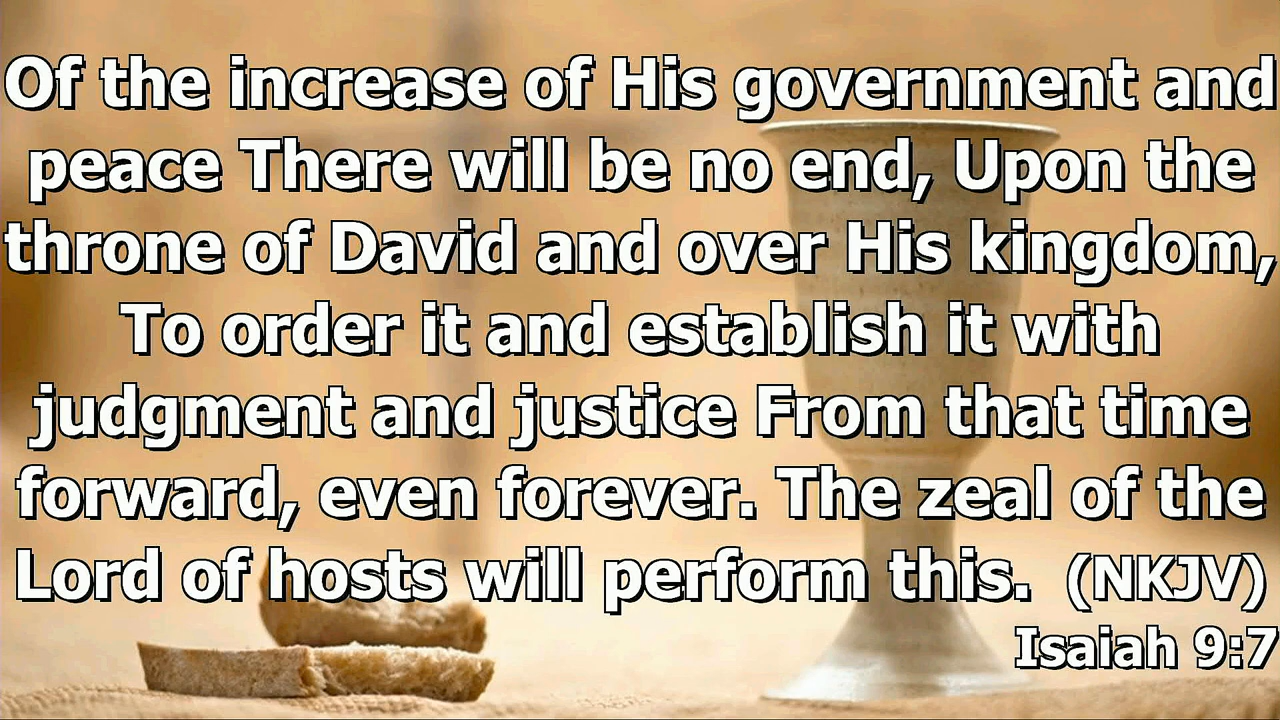 Of the increase of His government and
peace There will be no end, Upon the
throne of David and over His kingdom,
To order it and establish it with
judgment and justice From that time
forward, even forever. The zeal of the
Lord of hosts will perform this. (NKJV)
Isaiah 9:7